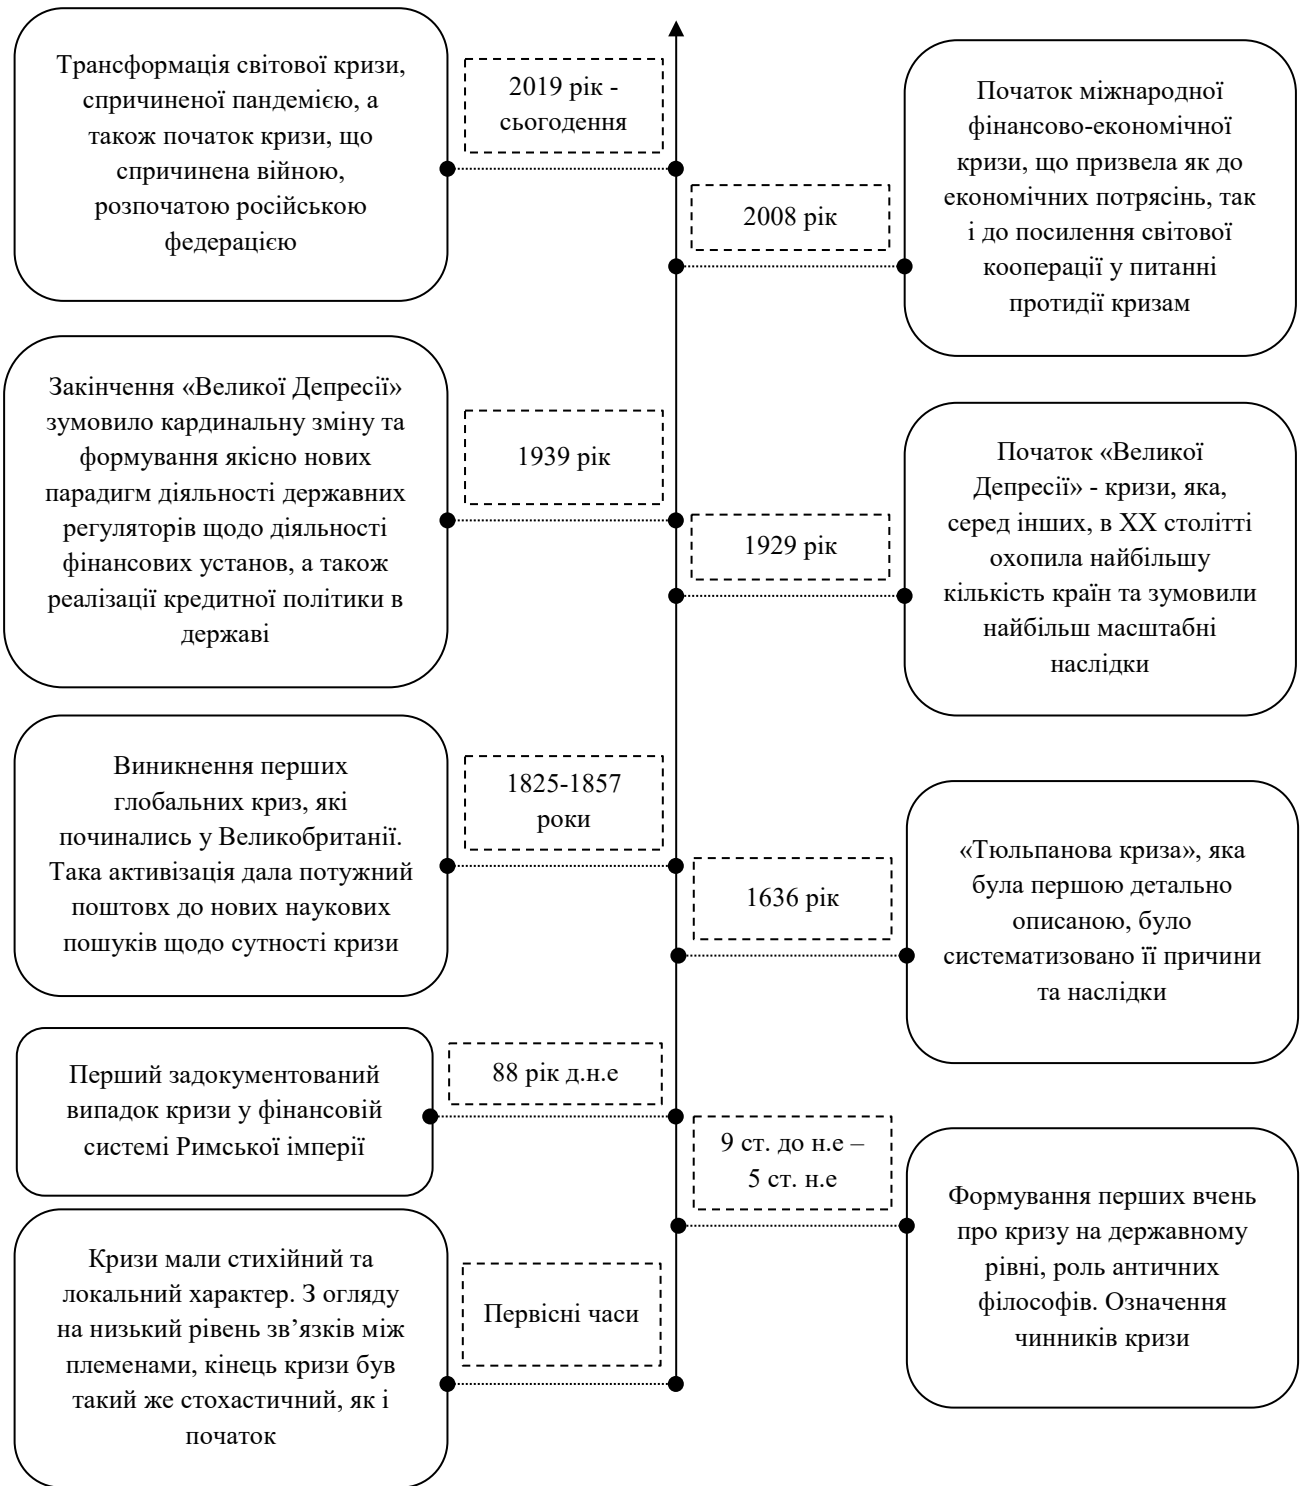 Трансформація світової кризи,
спричиненої пандемією, а
також початок кризи, що
спричинена війною,
розпочатою російською
федерацією
2019 рік -
сьогодення
Початок міжнародної
фінансово-економічної
кризи, що призвела як до
економічних потрясінь, так
і до посилення світової
кооперації у питанні
протидії кризам
2008 рік
Закінчення «Великої Депресії»
зумовило кардинальну зміну та
формування якісно нових
парадигм діяльності державних
регуляторів щодо діяльності
фінансових установ, а також
реалізації кредитної політики в
державі
1939 рік
Початок «Великої
Депресії» - кризи, яка,
серед інших, в ХХ столітті
охопила найбільшу
кількість країн та зумовили
найбільш масштабні
наслідки
1929 рік
Виникнення перших
глобальних криз, які
починались у Великобританії.
Така активізація дала потужний
поштовх до нових наукових
пошуків щодо сутності кризи
1825-1857
роки
«Тюльпанова криза», яка
була першою детально
описаною, було
систематизовано її причини
та наслідки
1636 рік
Перший задокументований
випадок кризи у фінансовій
системі Римської імперії
88 рік д.н.е
9 ст. до н.е –
5 ст. н.е
Формування перших вчень
про кризу на державному
рівні, роль античних
філософів. Означення
чинників кризи
Кризи мали стихійний та
локальний характер. З огляду
на низький рівень зв’язків між
племенами, кінець кризи був
такий же стохастичний, як і
початок
Первісні часи